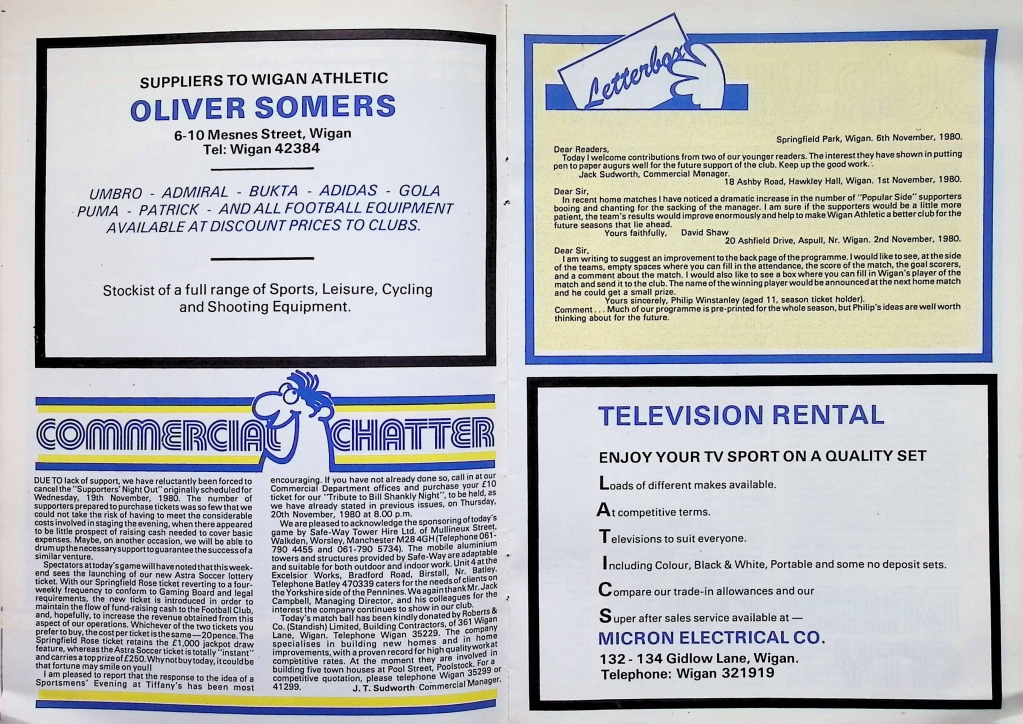 SUPPLIERS TO WIGAN ATHLETIC
OLIVER SOMERS
6-10 Mesnes Street, Wigan
Tel: Wigan 42384
UMBRO - ADMIRAL - BUKTA - ADIDAS - GOLA
PUMA - PATRICK - AND ALL FOOTBALL EQUIPMENT
AVAILABLE AT DISCOUNT PRICES TO CLUBS.
Stockist of a full range of Sports, Leisure, Cycling
and Shooting Equipment.
COMMERCIAL CHATTER
DUE TO lack of support, we have reluctantly been forced to
cancel the "Supporters' Night Out" originally scheduled for
Wednesday, 19th November, 1980. The number of
supporters prepared to purchase tickets was so few that we
could not take the risk of having to meet the considerable
costs involved in staging the evening, when there appeared
to be little prospect of raising cash needed to cover basic
expenses. Maybe, on another occasion, we will be able to
drum up the necessary support to guarantee the success of a
similar venture.
Spectators at today's game will have noted that this week-
end sees the launching of our new Astra Soccer lottery
ticket. With our Springfield Rose ticket reverting to a four-
weekly frequency to conform to Gaming Board and legal
requirements, the new ticket is introduced in order to
maintain the flow of fund-raising cash to the Football Club,
and, hopefully, to increase the revenue obtained from this
aspect of our operations. Whichever of the two tickets you
prefer to buy, the cost per ticket is the same — 20pence. The
Springfield Rose ticket retains the £1,000 jackpot draw
feature, whereas the Astra Soccer ticket is totally "instant"
and carries a top prize of £250. Why not buy today, it could be
that fortune may smile on you!!
I am pleased to report that the response to the idea of a
Sportsmens' Evening at Tiffany's has been most
encouraging. If you have not already done so, call in at our
Commercial Department offices and purchase your £10
ticket for our "Tribute to Bill Shankly Night", to be held, as
we have already stated in previous issues, on Thursday,
20th November, 1980 at 8.00 p.m.
We are pleased to acknowledge the sponsoring of today's
game by Safe-Way Tower Hire Ltd. of Mullineux Street,
Walkden, Worsley, Manchester M28 4GH (Telephone 061-
790 4455 and 061-790 5734). The mobile aluminium
towers and structures provided by Safe-Way are adaptable
and suitable for both outdoor and indoor work. Unit 4 at the
Excelsior Works, Bradford Road, Birstall, Nr. Batley.
Telephone Batley 470339 caters for the needs of clients on
the Yorkshire side of the Pennines. We again thank Mr. Jack
Campbell, Managing Director, and his colleagues for the
interest the company continues to show in our club.
Today's match ball has been kindly donated by Roberts &
Co. (Standish) Limited, Building Contractors, of 361 Wigan
Lane, Wigan. Telephone Wigan 35229. The company
specialises in building new homes and in home
improvements, with a proven record for high quality work at
competitive rates. At the moment they are involved in
building five town houses at Pool Street, Poolstock. For a
competitive quotation, please telephone Wigan 35299 or
41299.
J. T. Sudworth Commercial Manager.
Letterbox
Springfield Park, Wigan. 6th November, 1980.
Dear Readers,
Today I welcome contributions from two of our younger readers. The interest they have shown in putting
pen to paper augurs well for the future support of the club. Keep up the good work.
Jack Sudworth, Commercial Manager.
18 Ashby Road, Hawkley Hall, Wigan. 1st November, 1980.
Dear Sir,
In recent home matches I have noticed a dramatic increase in the number of "Popular Side" supporters
booing and chanting for the sacking of the manager. I am sure if the supporters would be a little more
patient, the team's results would improve enormously and help to make Wigan Athletic a better club for the
future seasons that lie ahead.
Yours faithfully, David Shaw
20 Ashfield Drive, Aspull, Nr. Wigan. 2nd November, 1980.
Dear Sir,
I am writing to suggest an improvement to the back page of the programme. I would like to see, at the side
of the teams, empty spaces where you can fill in the attendance, the score of the match, the goal scorers,
and a comment about the match. I would also like to see a box where you can fill in Wigan's player of the
match and send it to the club. The name of the winning player would be announced at the next home match
and he could get a small prize.
Yours sincerely, Philip Winstanley (aged 11, season ticket holder).
Comment . . . Much of our programme is pre-printed for the whole season, but Philip's ideas are well worth
thinking about for the future.
TELEVISION RENTAL
ENJOY YOUR TV SPORT ON A QUALITY SET
Loads of different makes available.
At competitive terms.
Televisions to suit everyone.
Including Colour, Black & White, Portable and some no deposit sets.
Compare our trade-in allowances and our
Super after sales service available at —
MICRON ELECTRICAL CO.
132 - 134 Gidlow Lane, Wigan.
Telephone: Wigan 321919